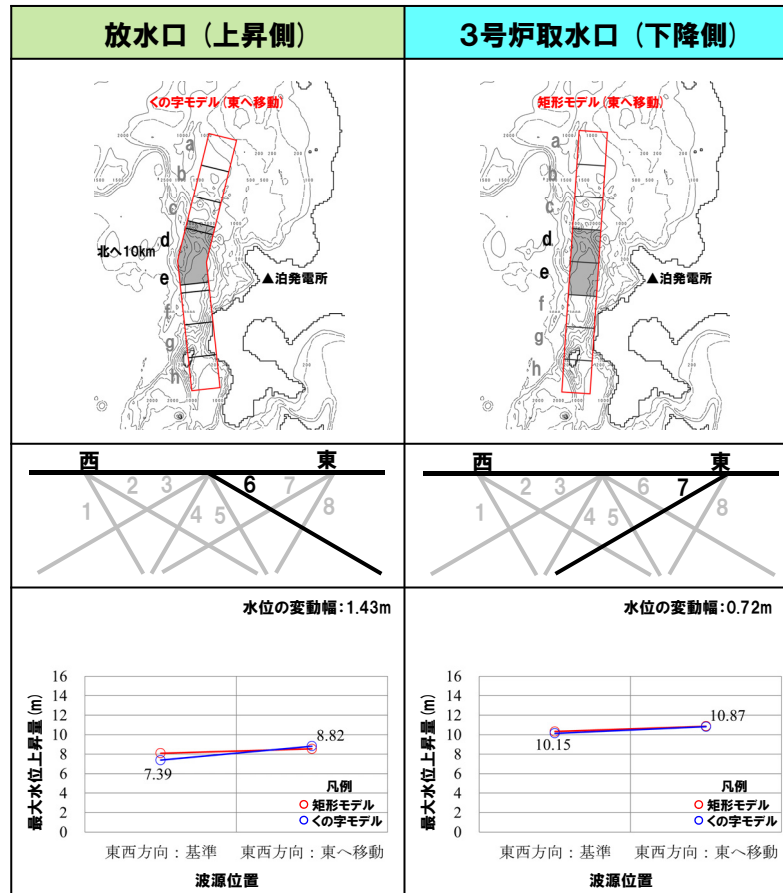 放水口（上昇側）
3号炉取水口（下降側）
くの字モデル(東へ移動)
a
b
c
d
北へ10km
e
f
g
h
▲泊発電所
矩形モデル(東へ移動)
a
b
c
d
e
f
g
h
▲泊発電所
西
東
1
2
3
4
5
6
7
8
西
東
1
2
3
4
5
6
7
8
水位の変動幅：1.43m
最大水位上昇量(m)
16
14
12
10
8
6
4
2
0
7.39
8.82
凡例
矩形モデル
くの字モデル
東西方向：基準
東西方向：東へ移動
波源位置
水位の変動幅：0.72m
最大水位上昇量(m)
16
14
12
10
8
6
4
2
0
10.15
10.87
凡例
矩形モデル
くの字モデル
東西方向：基準
東西方向：東へ移動
波源位置